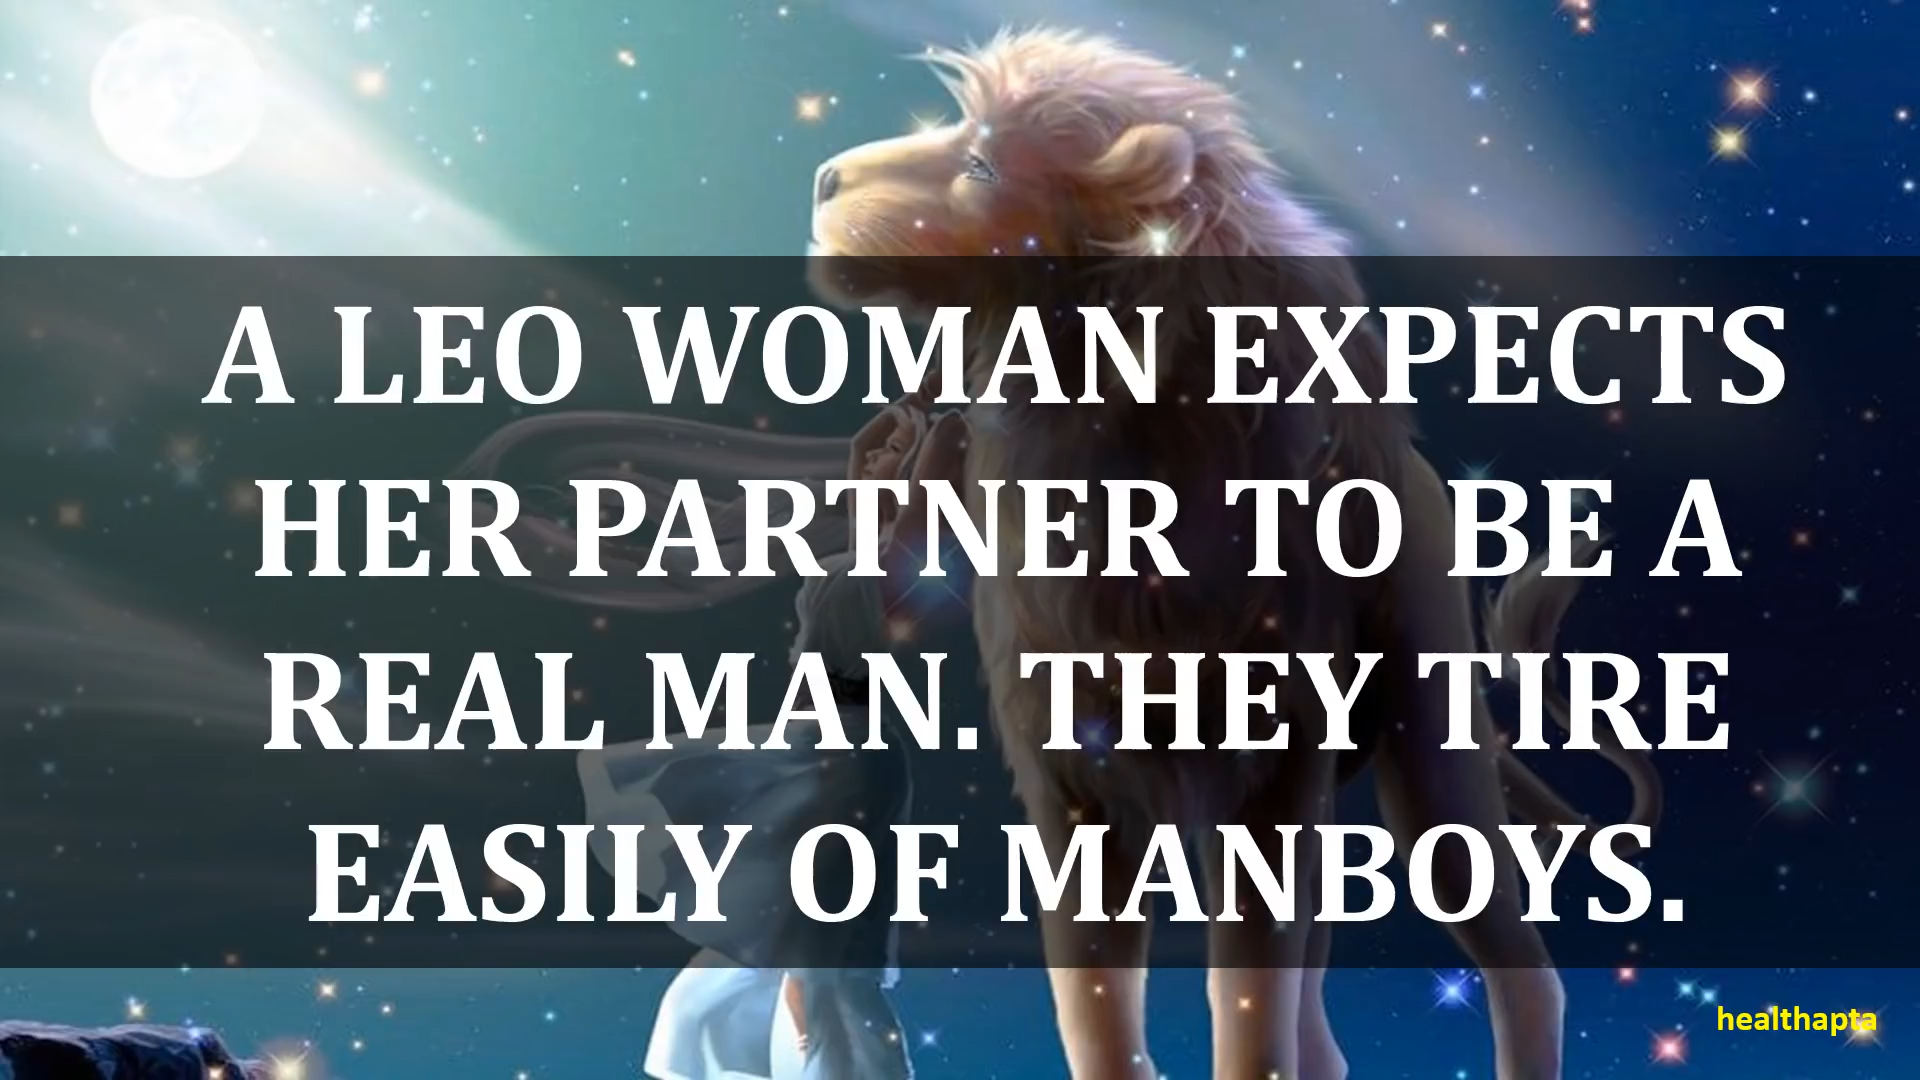 A LEO WOMAN EXPECTS
HER PARTNER TO BE A
REAL MAN. THEY TIRE
EASILY OF MANBOYS.
healthapta